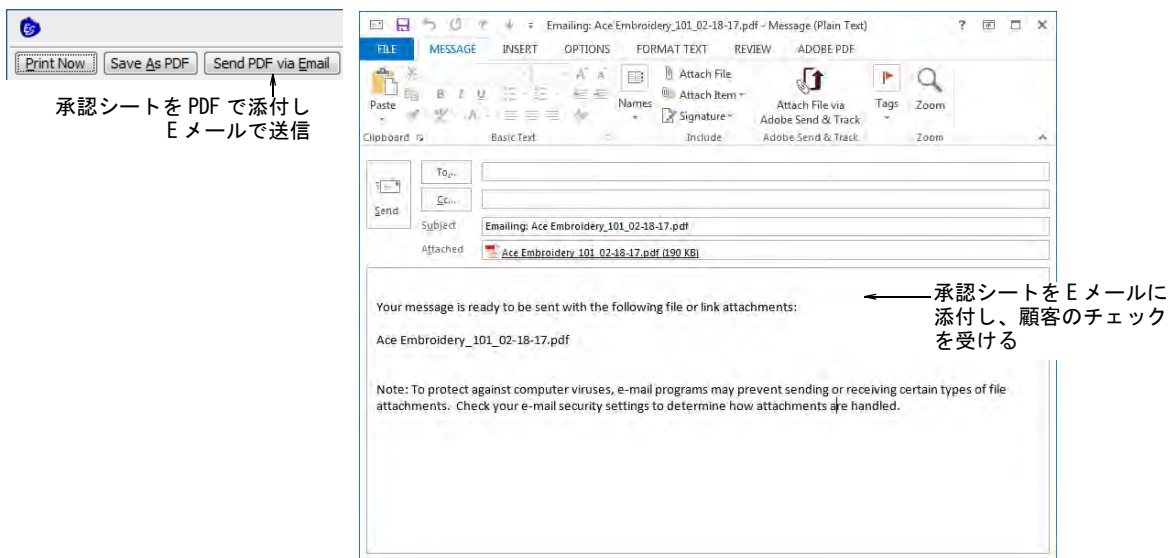 Print Now Save As PDF Send PDF via Email
承認シートを PDF で添付し
E メールで送信
Emailing: Ace Embroidery_101_02-18-17.pdf - Message (Plain Text)
FILE MESSAGE INSERT OPTIONS FORMAT TEXT REVIEW ADOBE PDF
Paste
B I U
Names
Attach File
Attach Item
Signature
Attach File via
Adobe Send & Track
Tags
Zoom
Clipboard Basic Text Include Adobe Send & Track Zoom
Send
To...
Cc...
Subject Emailing: Ace Embroidery_101_02-18-17.pdf
Attached Ace Embroidery_101_02-18-17.pdf (190 KB)
Your message is ready to be sent with the following file or link attachments:
Ace Embroidery_101_02-18-17.pdf
Note: To protect against computer viruses, e-mail programs may prevent sending or receiving certain types of file
attachments. Check your e-mail security settings to determine how attachments are handled.
承認シートを E メールに
添付し、顧客のチェック
を受ける